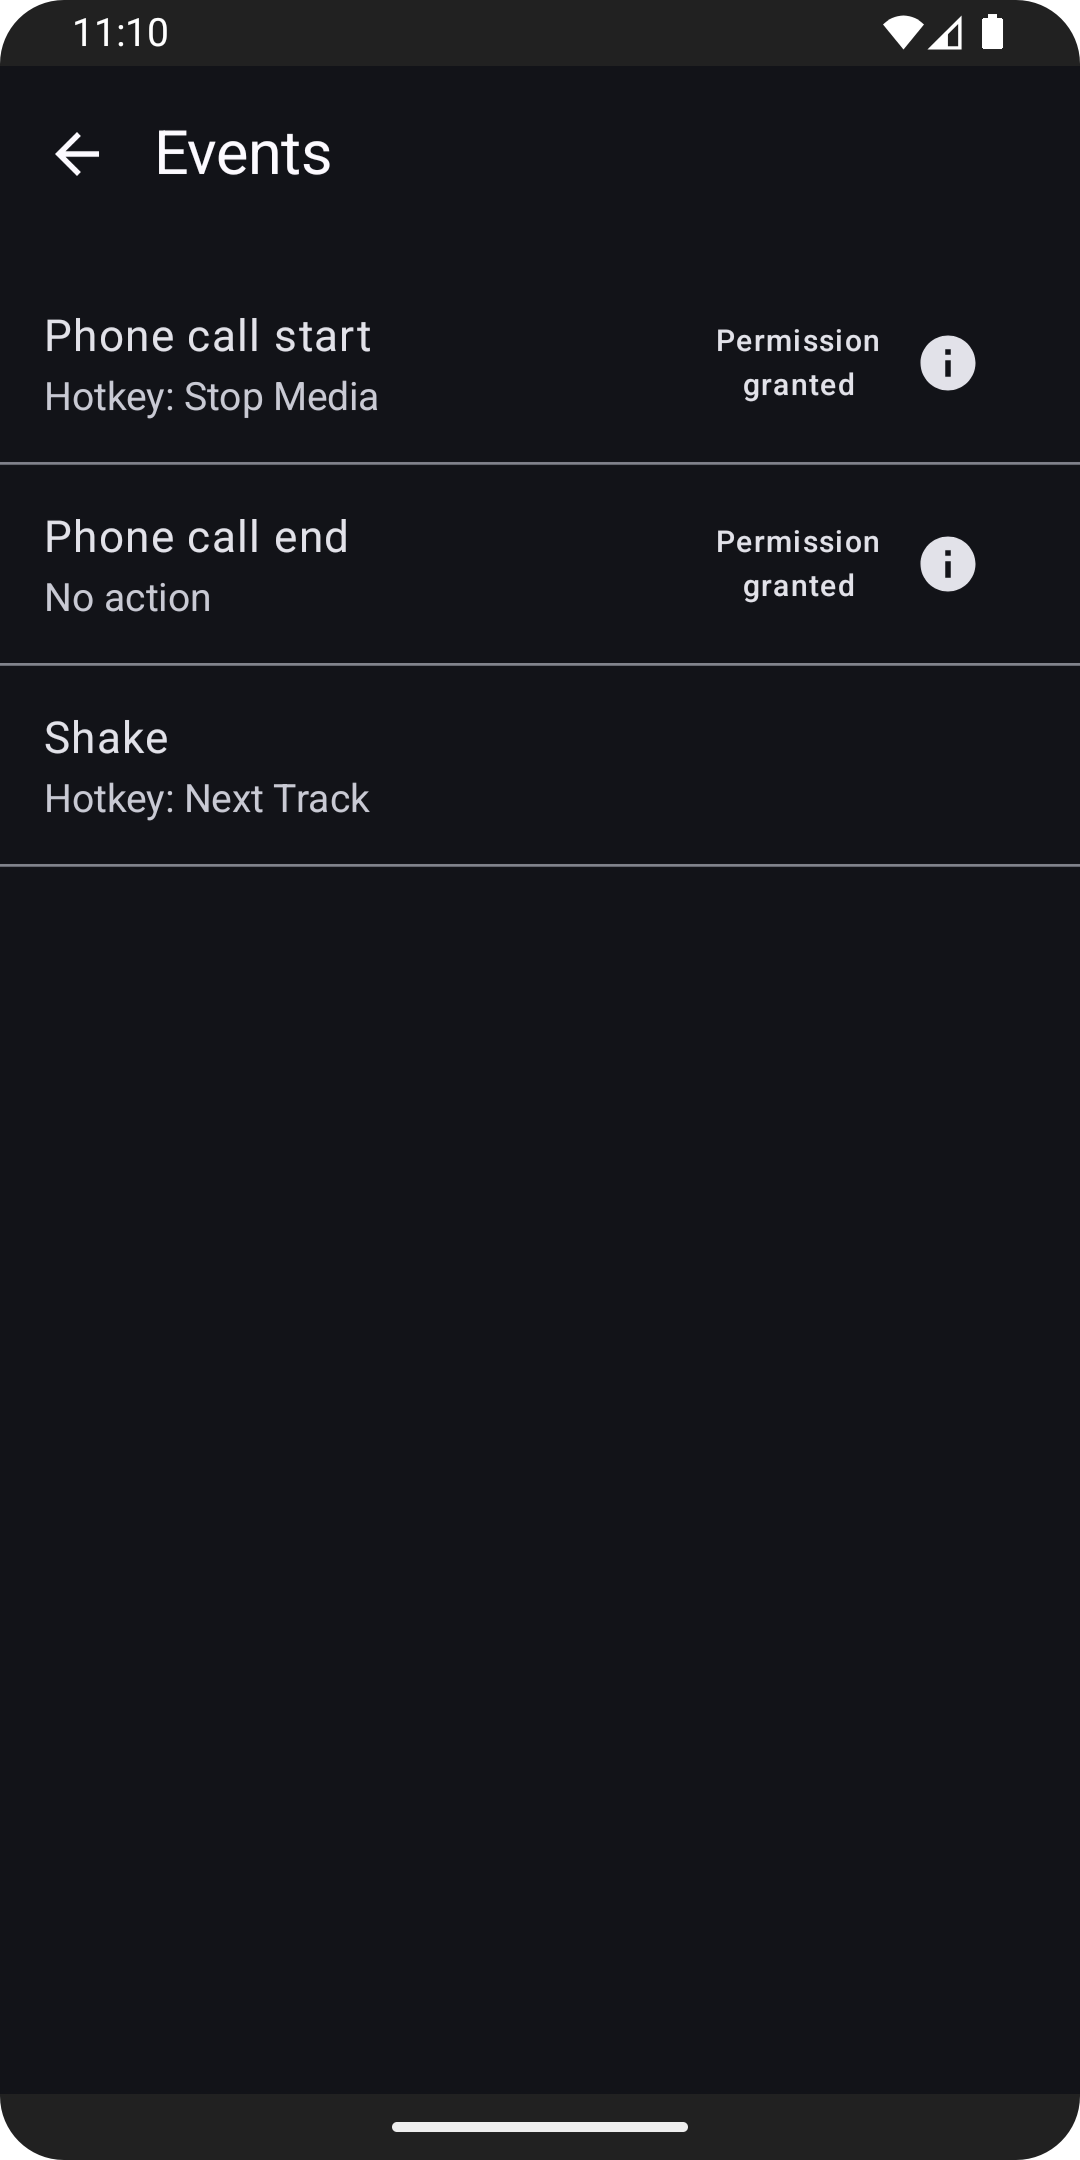 11:10
Events
Phone call start
Hotkey: Stop Media
Permission
granted
Phone call end
No action
Permission
granted
Shake
Hotkey: Next Track